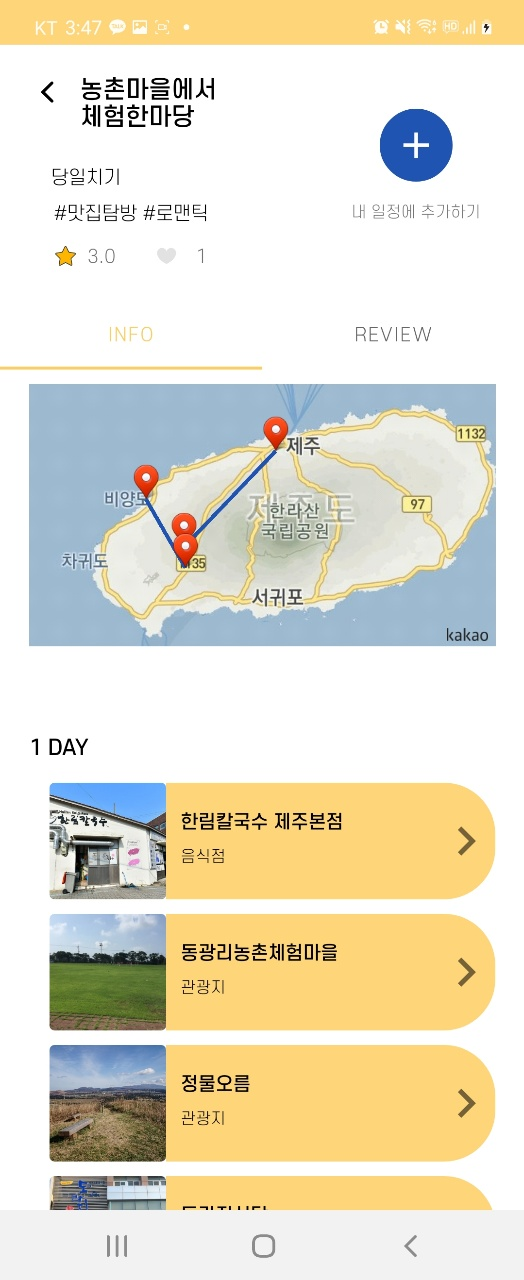 KT 3:47
농촌마을에서
체험한마당
당일치기
내 일정에 추가하기
#맛집탐방 #로맨틱
3.0 1
INFO REVIEW
1132
제주
비양도
제주도
97
한라산
국립공원
차귀도
서귀포
kakao
1 DAY
한림칼국수
한림칼국수 제주본점
음식점
동광리농촌체험마을
관광지
정물오름
관광지